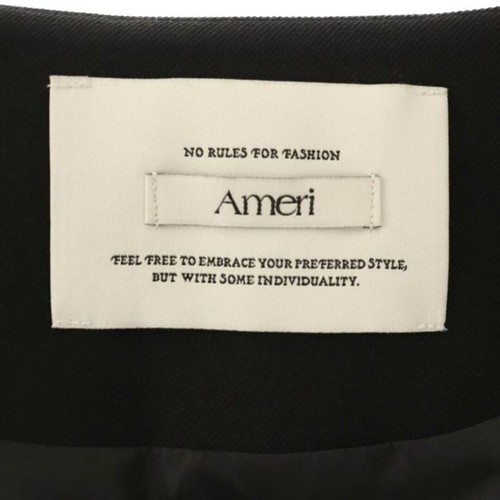 NO RULES FOR FASHION
Ameri
FEEL FREE TO EMBRACE YOUR PREFERRED STYLE,
BUT WITH SOME INDIVIDUALITY.